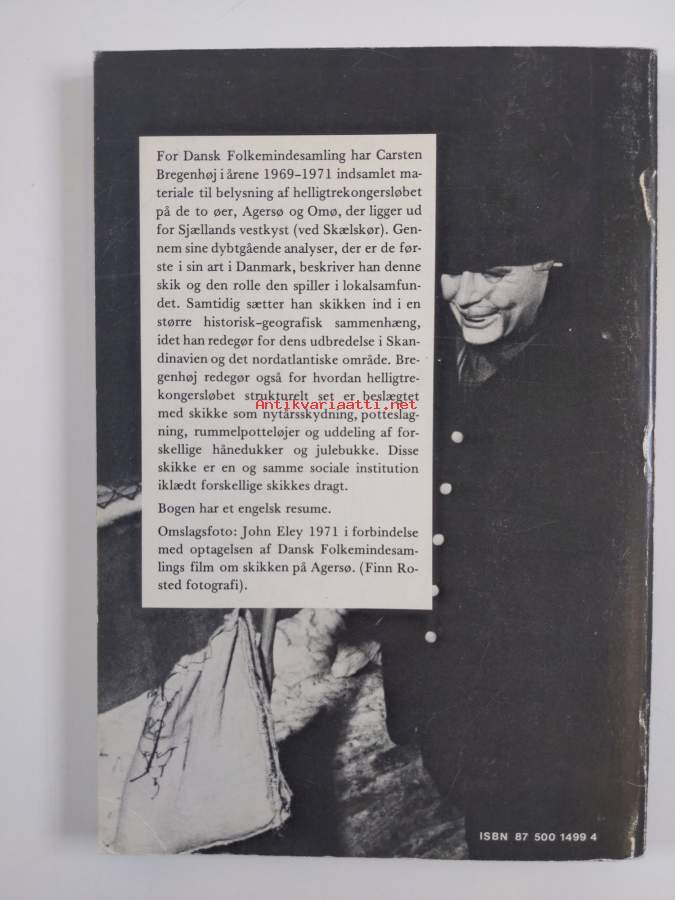 For Dansk Folkemindesamling har Carsten
Bregenhøj i årene 1969-1971 indsamlet ma-
teriale til belysning af helligtrekongersløbet
på de to øer, Agersø og Omø, der ligger ud
for Sjællands vestkyst (ved Skælskør). Gen-
nem sine dybtgående analyser, der er de før-
ste i sin art i Danmark, beskriver han denne
skik og den rolle den spiller i lokalsamfun-
det. Samtidig sætter han skikken ind i en
større historisk-geografisk sammenhæng,
idet han redegør for dens udbredelse i Skan-
dinavien og det nordatlantiske område. Bre-
genhøj redegør også for hvordan helligtre-
kongersløbet strukturelt set er beslægtet
Antikvariaatti.net
med skikke som nytårsskydning, potteslag-
ning, rummelpotteløjer og uddeling af for-
skellige hånedukker og julebukke. Disse
skikke er en og samme sociale institution
iklædt forskellige skikkes dragt.
Bogen har et engelsk resume.
Omslagsfoto: John Eley 1971 i forbindelse
med optagelsen af Dansk Folkemindesam-
lings film om skikken på Agersø. (Finn Ro-
sted fotografi).
ISBN 87 500 1499 4